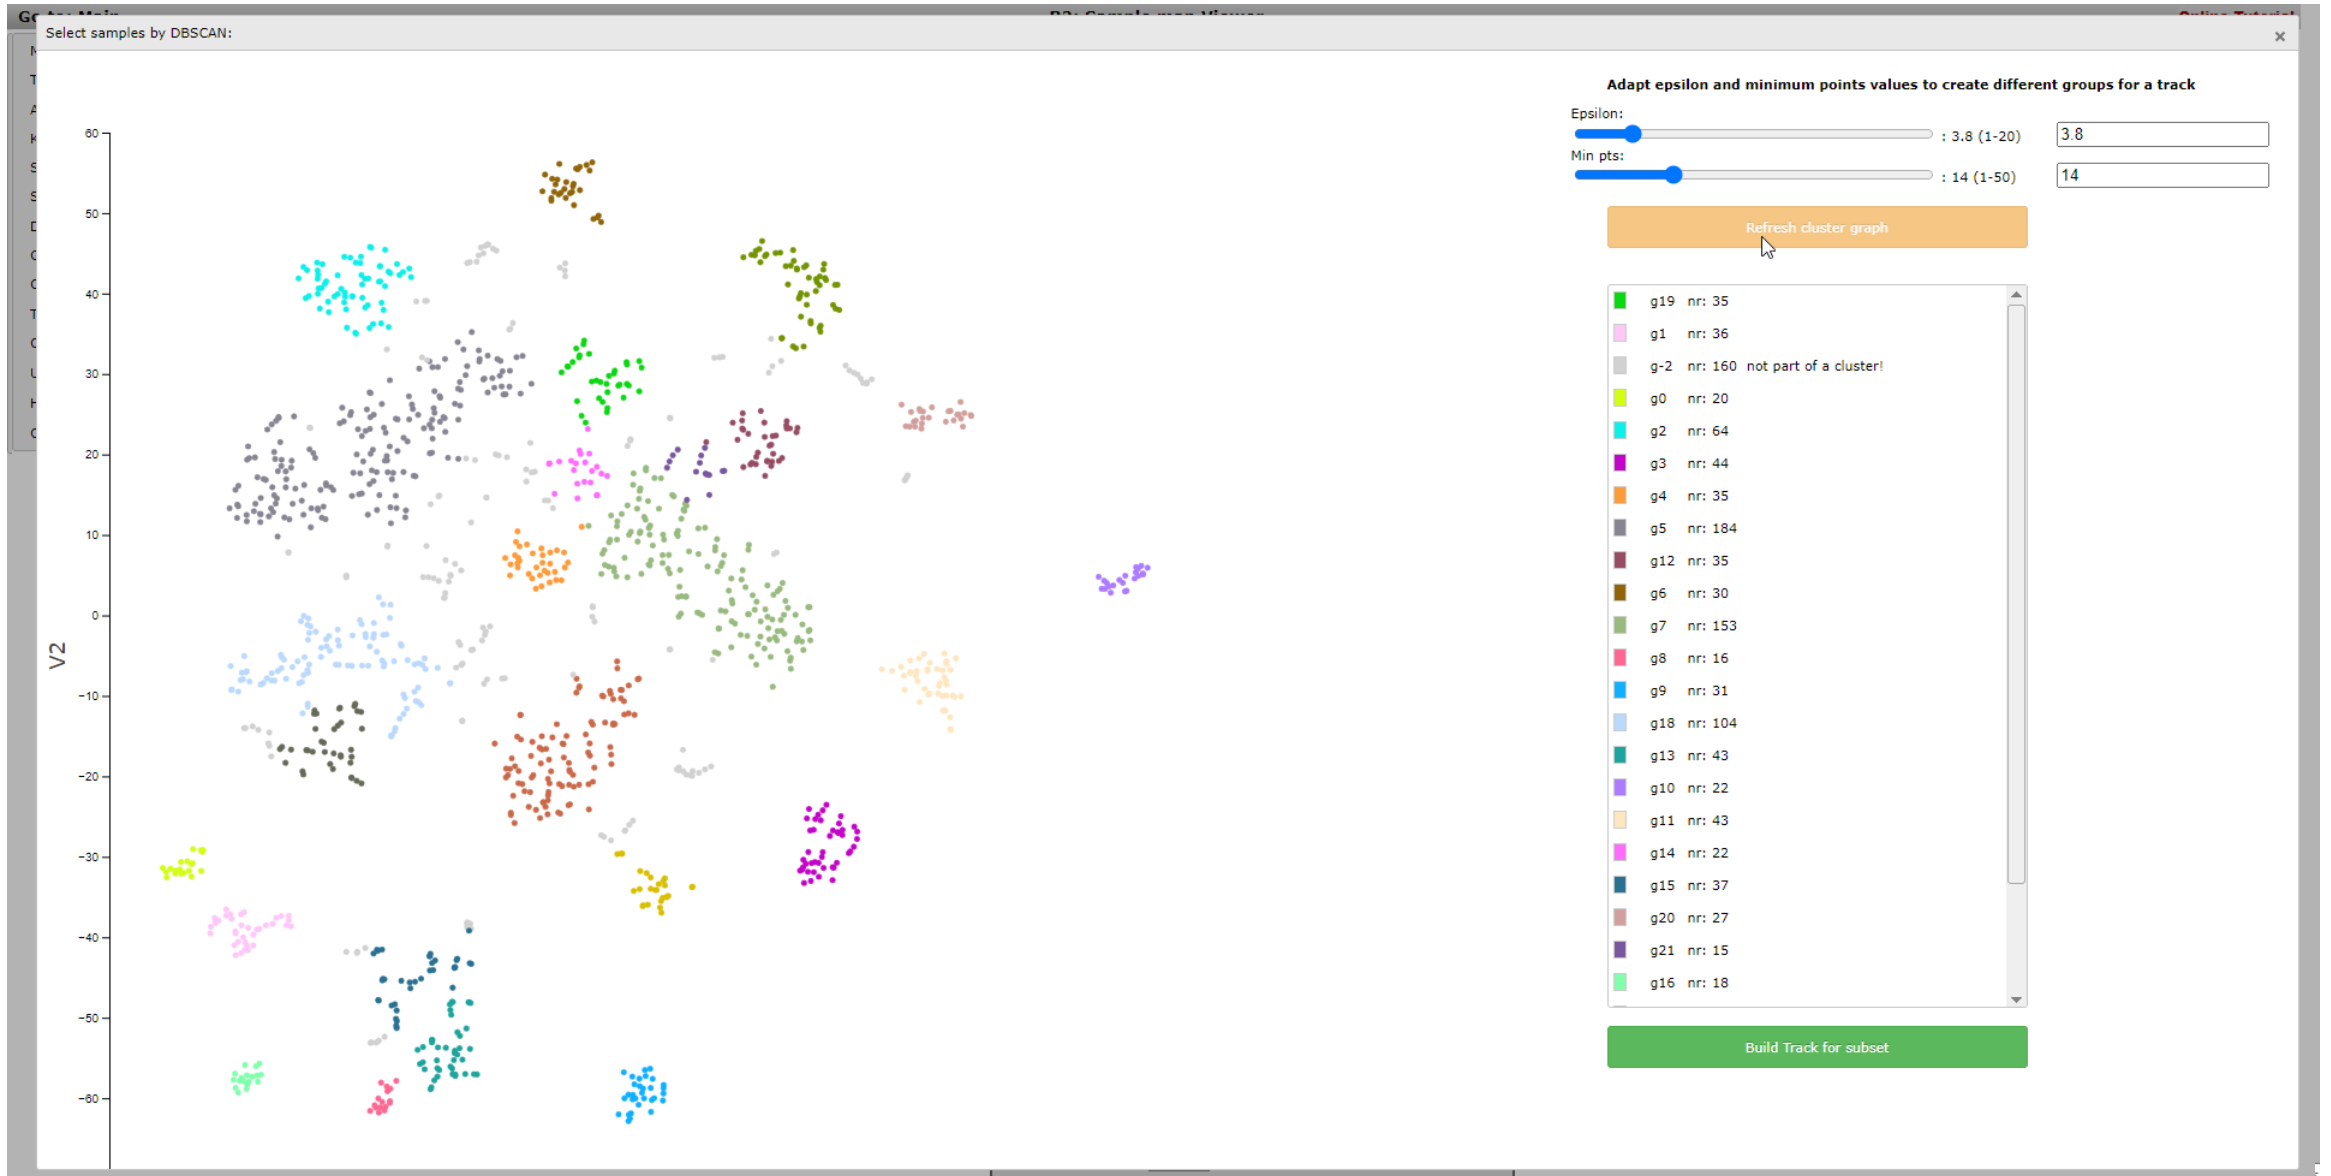 Select samples by DBSCAN:
×
Adapt epsilon and minimum points values to create different groups for a track
Epsilon:
: 3.8 (1-20)
3.8
Min pts:
: 14 (1-50)
14
Refresh cluster graph
g19 nr: 35
g1 nr: 36
g-2 nr: 160 not part of a cluster!
g0 nr: 20
g2 nr: 64
g3 nr: 44
g4 nr: 35
g5 nr: 184
g12 nr: 35
g6 nr: 30
g7 nr: 153
g8 nr: 16
g9 nr: 31
g18 nr: 104
g13 nr: 43
g10 nr: 22
g11 nr: 43
g14 nr: 22
g15 nr: 37
g20 nr: 27
g21 nr: 15
g16 nr: 18
Build Track for subset
60
50
40
30
20
10
0
−10
−20
−30
−40
−50
−60
V2